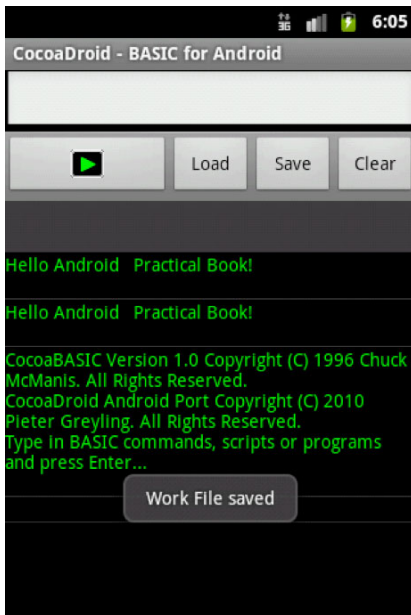 3G 6:05
CocoaDroid - BASIC for Android
Load Save Clear
Hello Android   Practical Book!
Hello Android   Practical Book!
CocoaBASIC Version 1.0 Copyright (C) 1996 Chuck
McManis. All Rights Reserved.
CocoaDroid Android Port Copyright (C) 2010
Pieter Greyling. All Rights Reserved.
Type in BASIC commands, scripts or programs
and press Enter...
Work File saved